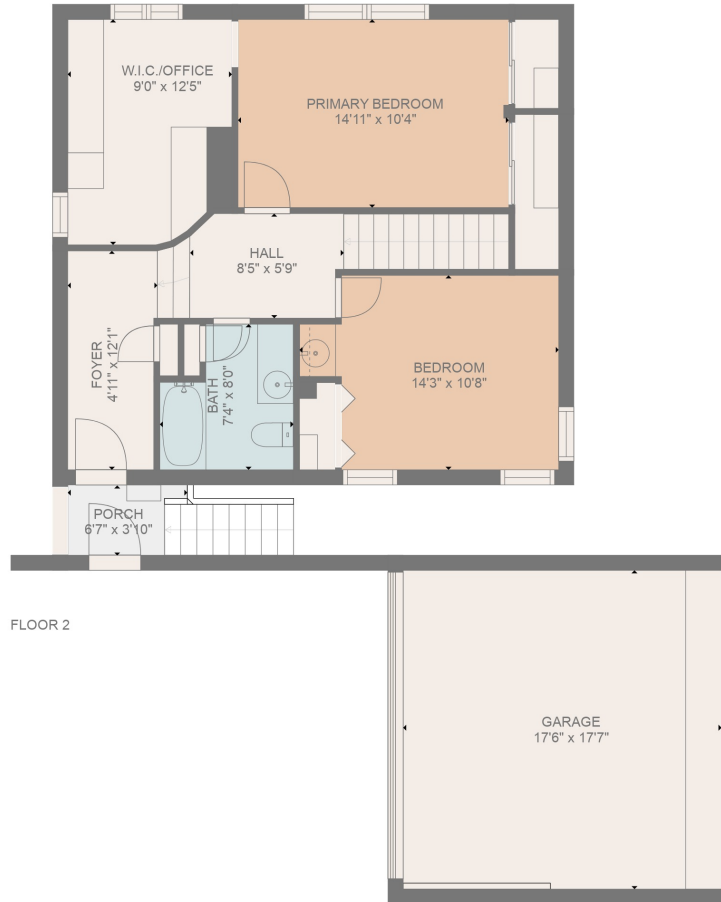 W.I.C./OFFICE
9'0" x 12'5"
PRIMARY BEDROOM
14'11" x 10'4"
HALL
8'5" x 5'9"
FOYER
4'11" x 12'1"
BATH
7'4" x 8'0"
BEDROOM
14'3" x 10'8"
PORCH
6'7" x 3'10"
FLOOR 2
GARAGE
17'6" x 17'7"